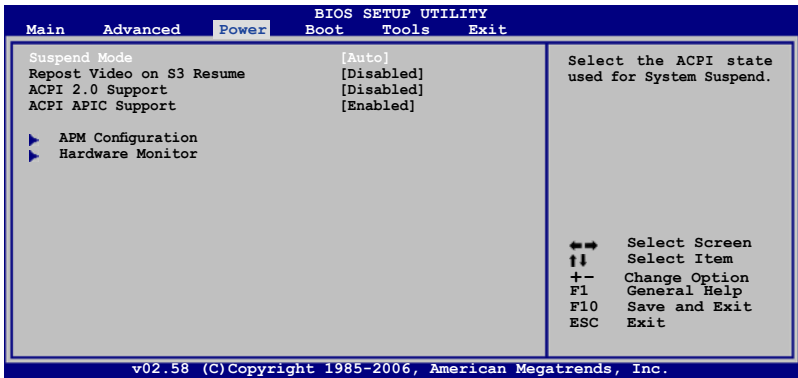 BIOS SETUP UTILITY
Main Advanced Power Boot Tools Exit
Suspend Mode [Auto]
Repost Video on S3 Resume [Disabled]
ACPI 2.0 Support [Disabled]
ACPI APIC Support [Enabled]
APM Configuration
Hardware Monitor
Select the ACPI state
used for System Suspend.
←→ Select Screen
↑↓ Select Item
+- Change Option
F1 General Help
F10 Save and Exit
ESC Exit
v02.58 (C)Copyright 1985-2006, American Megatrends, Inc.